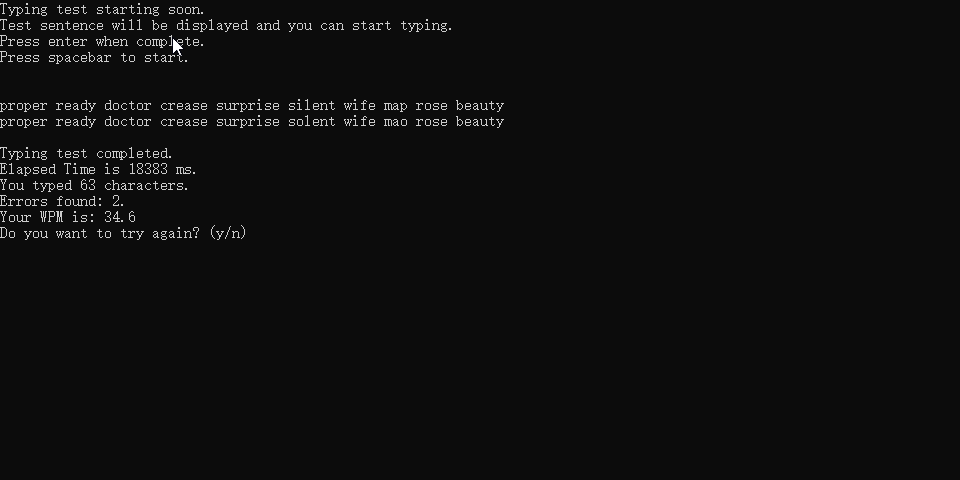 Typing test starting soon.
Test sentence will be displayed and you can start typing.
Press enter when complete.
Press spacebar to start.
proper ready doctor crease surprise silent wife map rose beauty
proper ready doctor crease surprise solent wife mao rose beauty
Typing test completed.
Elapsed Time is 18383 ms.
You typed 63 characters.
Errors found: 2.
Your WPM is: 34.6
Do you want to try again? (y/n)